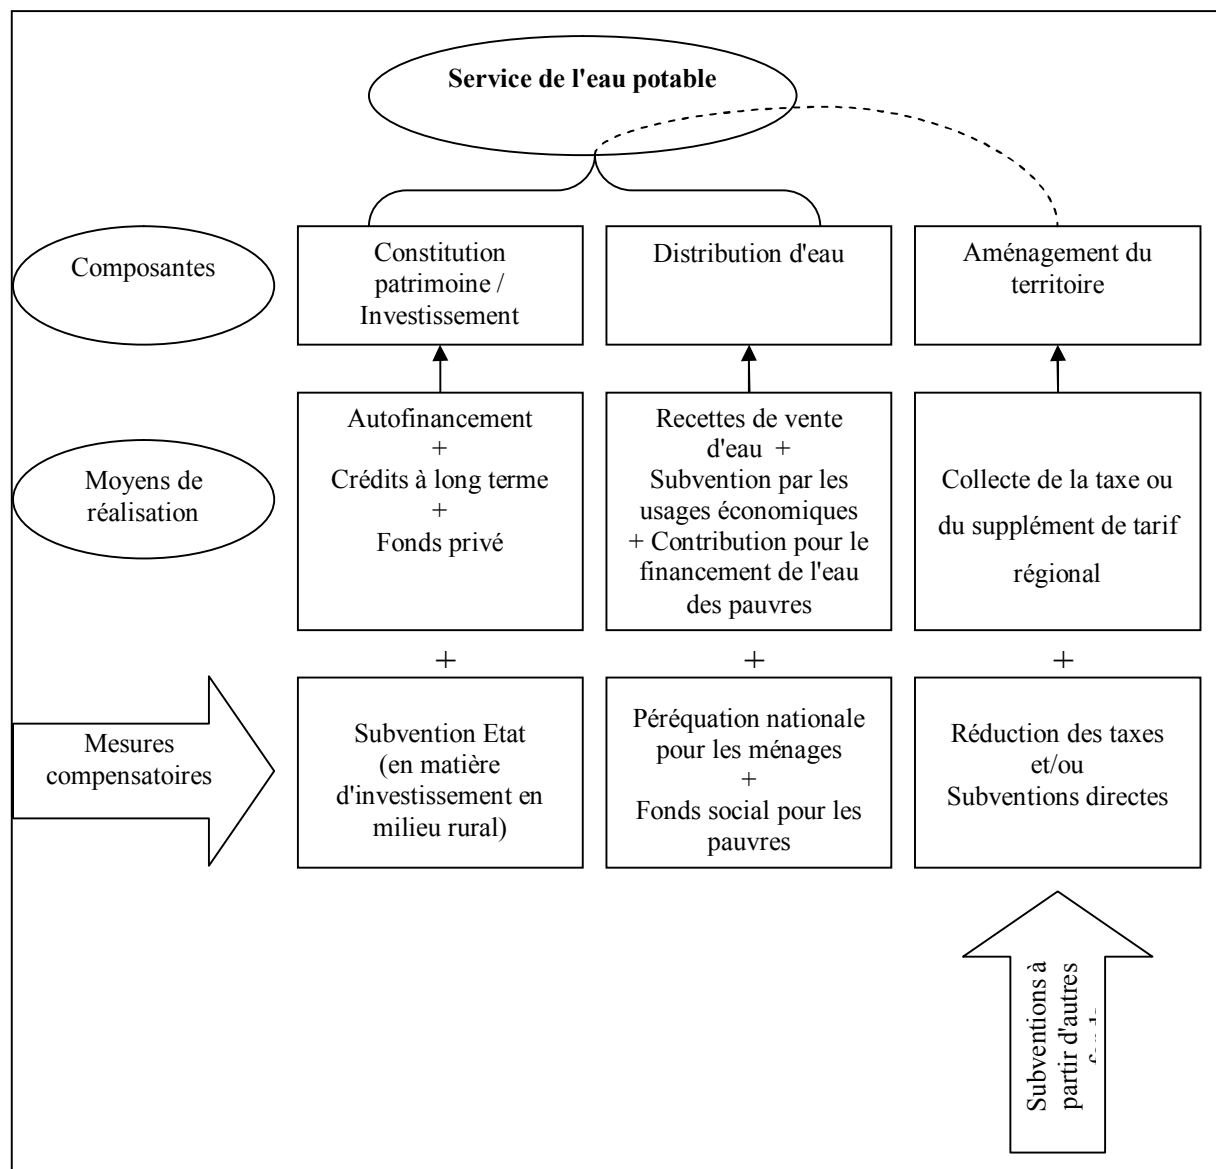 Service de l'eau potable
Composantes
Constitution
patrimoine /
Investissement
Distribution d'eau
Aménagement du
territoire
Moyens de
réalisation
Autofinancement
+
Crédits à long terme
+
Fonds privé
Recettes de vente
d'eau +
Subvention par les
usages économiques
+ Contribution pour le
financement de l'eau
des pauvres
Collecte de la taxe ou
du supplément de tarif
régional
+
+
+
Mesures
compensatoires
Subvention Etat
(en matière
d'investissement en
milieu rural)
Péréquation nationale
pour les ménages
+
Fonds social pour les
pauvres
Réduction des taxes
et/ou
Subventions directes
Subventions à
partir d'autres